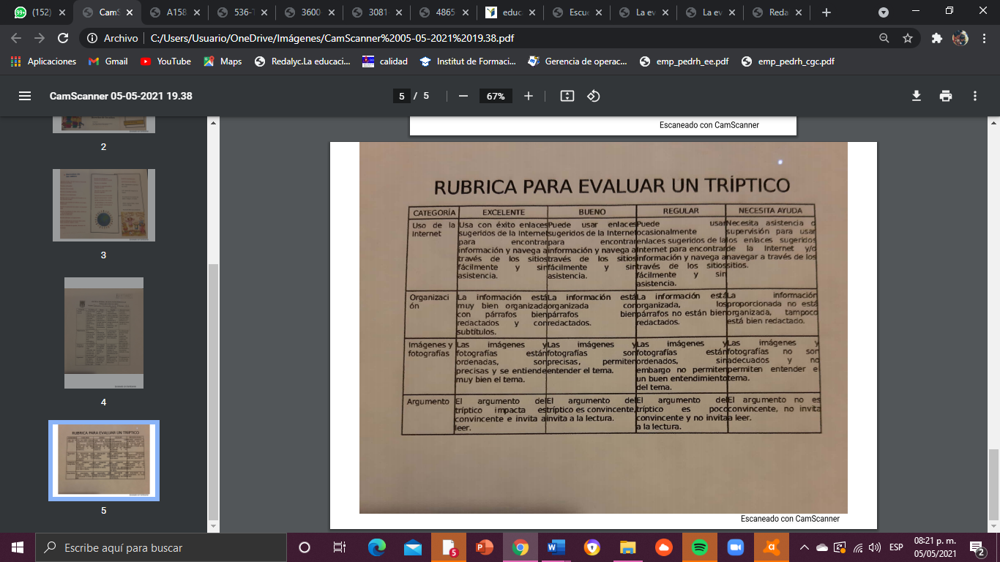 (152)
CamS
A158
536-T
3600
3081
4865
educ
Escue
La ev
La ev
Reda
Archivo
C:/Users/Usuario/OneDrive/Imágenes/CamScanner%2005-05-2021%2019.38.pdf
Aplicaciones
Gmail
YouTube
Maps
Redalyc.La educaci...
calidad
Institut de Formaci...
Gerencia de operac...
emp_pedrh_ee.pdf
emp_pedrh_cgc.pdf
CamScanner 05-05-2021 19.38
5 / 5
67%
2
3
4
5
Escaneado con CamScanner
RUBRICA PARA EVALUAR UN TRÍPTICO
CATEGORÍA
EXCELENTE
BUENO
REGULAR
NECESITA AYUDA
Uso de la
Internet
Usa con éxito enlaces
sugeridos de la Internet
para encontrar
información y navega a
través de los sitios
fácilmente y sin
asistencia.
Puede usar enlaces
sugeridos de la Internet
para encontrar
información y navega a
través de los sitios
fácilmente y sin
asistencia.
Puede usar
ocasionalmente
enlaces sugeridos de la
Internet para encontrar
información y navega a
través de los sitios
fácilmente y sin
asistencia.
Necesita asistencia o
supervisión para usar
los enlaces sugeridos
de la Internet y/o
navegar a través de los
sitios.
Organizaci
ón
La información está
muy bien organizada
con párrafos bien
redactados y con
subtítulos.
La información está
organizada con
párrafos bien
redactados.
La información está
organizada, los
párrafos no están bien
redactados.
La información
proporcionada no está
organizada, tampoco
está bien redactado.
Imágenes y
fotografías
Las imágenes y
fotografías están
ordenadas, son
precisas y se entiende
muy bien el tema.
Las imágenes y
fotografías son
precisas, permiten
entender el tema.
Las imágenes y
fotografías están
ordenados, sin
embargo no permiten
un buen entendimiento
del tema.
Las imágenes y
fotografías no son
adecuados y no
permiten entender e
tema.
Argumento
El argumento del
tríptico impacta es
convincente e invita a
leer.
El argumento del
tríptico es convincente,
invita a la lectura.
El argumento del
tríptico es poco
convincente y no invita
a la lectura.
El argumento no es
convincente, no invita
a leer.
Escaneado con CamScanner
RUBRICA PARA EVALUAR UN TRÍPTICO
Escribe aquí para buscar
ESP
08:21 p. m.
05/05/2021
2